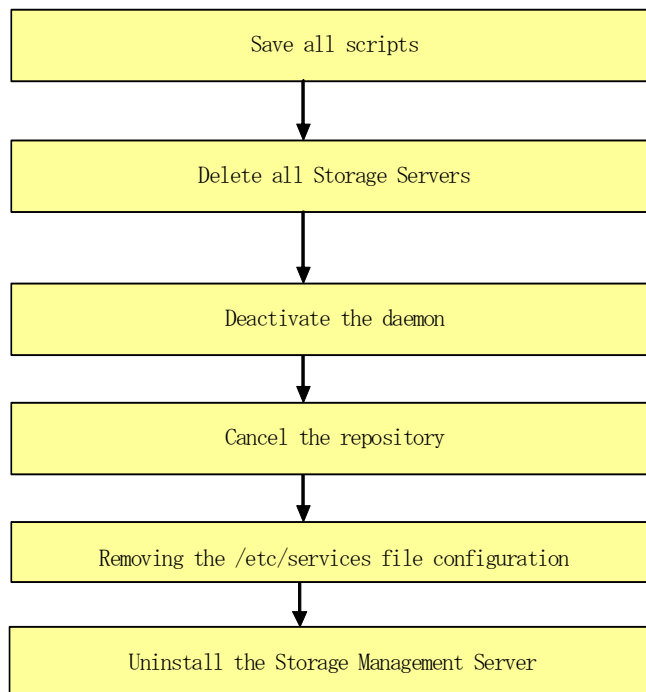 Save all scripts
Delete all Storage Servers
Deactivate the daemon
Cancel the repository
Removing the /etc/services file configuration
Uninstall the Storage Management Server